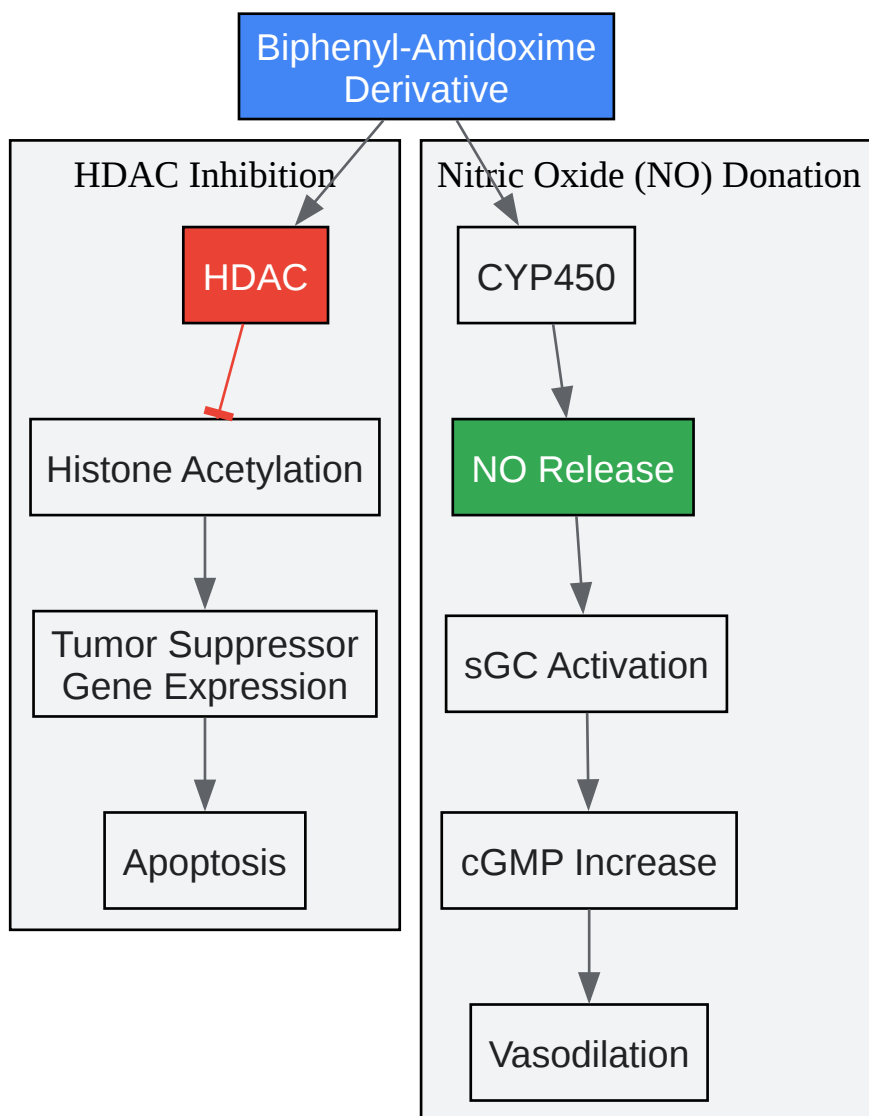 Biphenyl-Amidoxime
Derivative
HDAC Inhibition
HDAC
Histone Acetylation
Tumor Suppressor
Gene Expression
Apoptosis
Nitric Oxide (NO) Donation
CYP450
NO Release
sGC Activation
cGMP Increase
Vasodilation